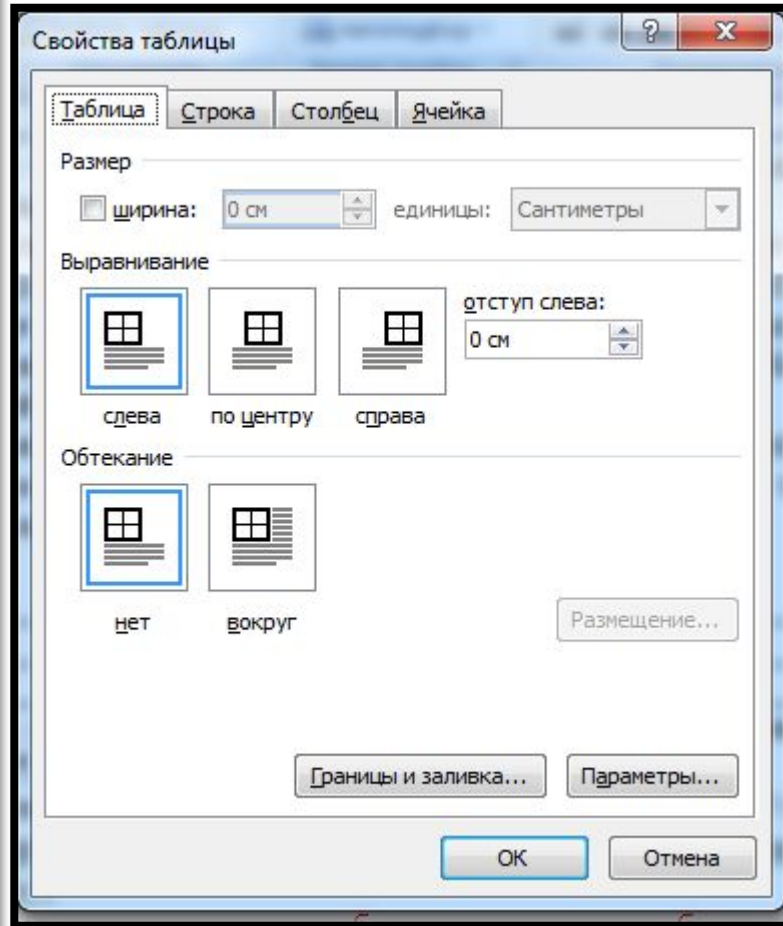 Свойства таблицы ? X
Таблица Строка Столбец Ячейка
Размер
ширина: 0 см единицы: Сантиметры
Выравнивание
отступ слева:
0 см
слева по центру справа
Обтекание
нет вокруг
Размещение...
Границы и заливка... Параметры...
ОК Отмена